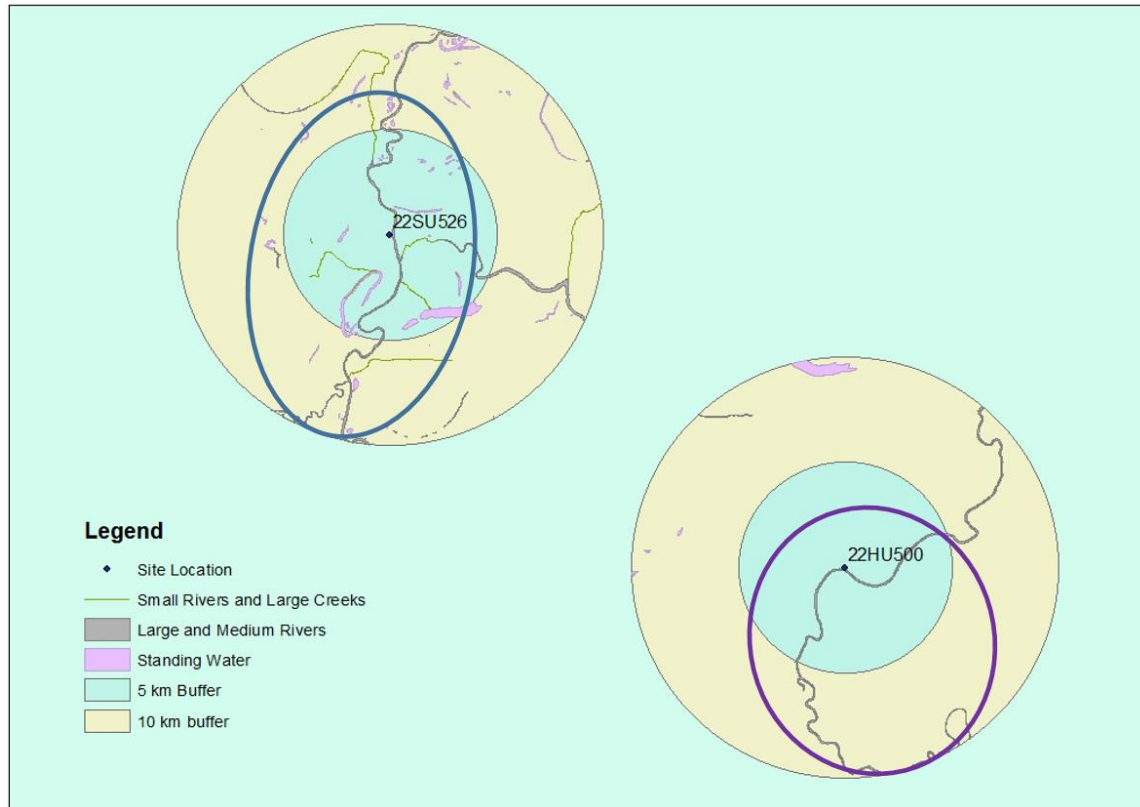 22SU526
22HU500
Legend
Site Location
Small Rivers and Large Creeks
Large and Medium Rivers
Standing Water
5 km Buffer
10 km buffer